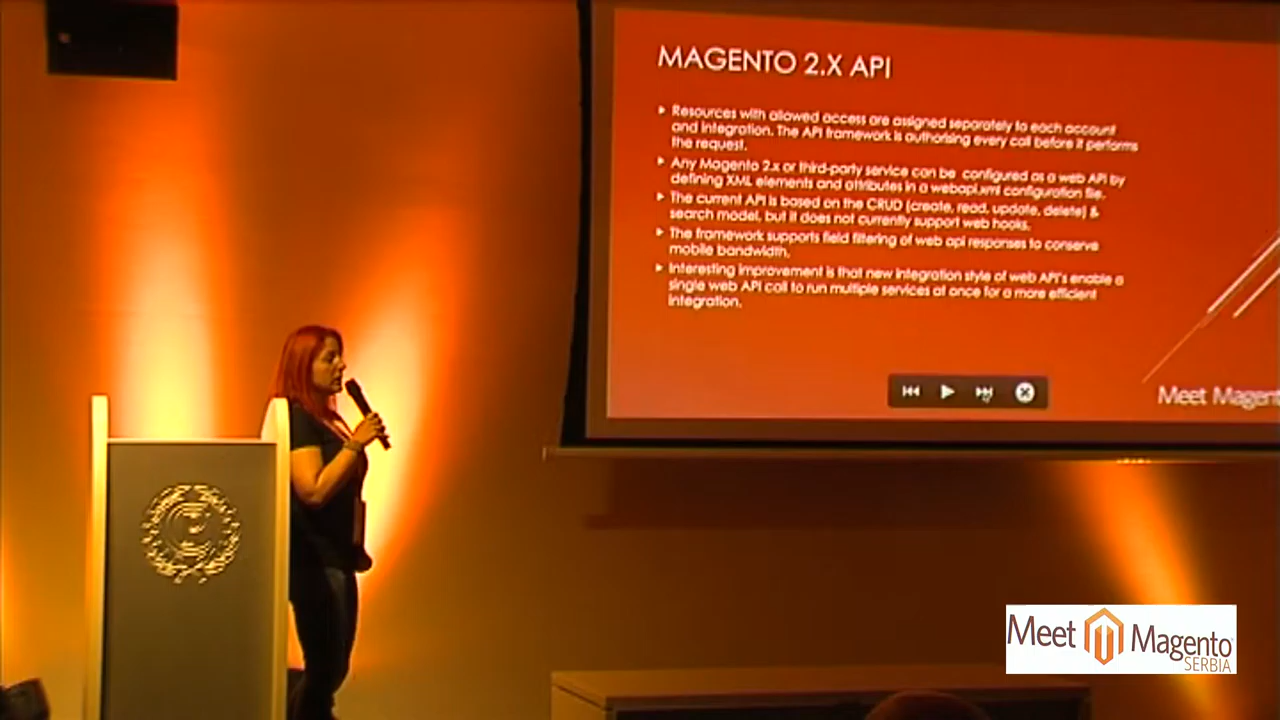 MAGENTO 2.X API
Resources with allowed access are assigned separately to each account
and integration. The API framework is authorising every call before it performs
the request.
Any Magento 2.x or third-party service can be configured as a web API by
defining XML elements and attributes in a webapi.xml configuration file.
The current API is based on the CRUD (create, read, update, delete) &
search model, but it does not currently support web hooks.
The framework supports field filtering of web api responses to conserve
mobile bandwidth.
Interesting improvement is that new integration style of web API's enable a
single web API call to run multiple services at once for a more efficient
integration.
Meet Magent
Meet Magento
SERBIA